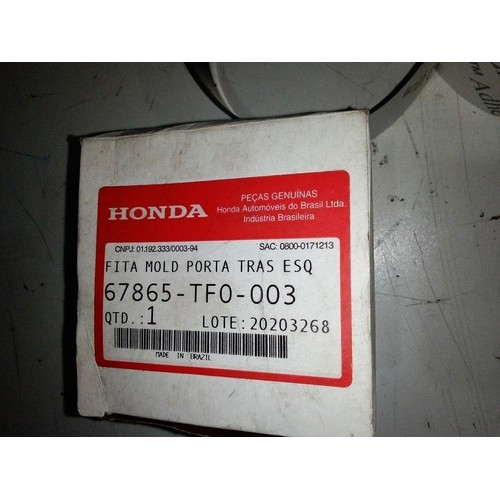 HONDA
PEÇAS GENUÍNAS
Honda Automóveis do Brasil Ltda.
Indústria Brasileira
CNPJ: 01.192.333/0003-94
SAC: 0800-0171213
FITA MOLD PORTA TRAS ESQ
67865-TF0-003
QTD.:1
LOTE:20203268
MADE IN BRAZIL